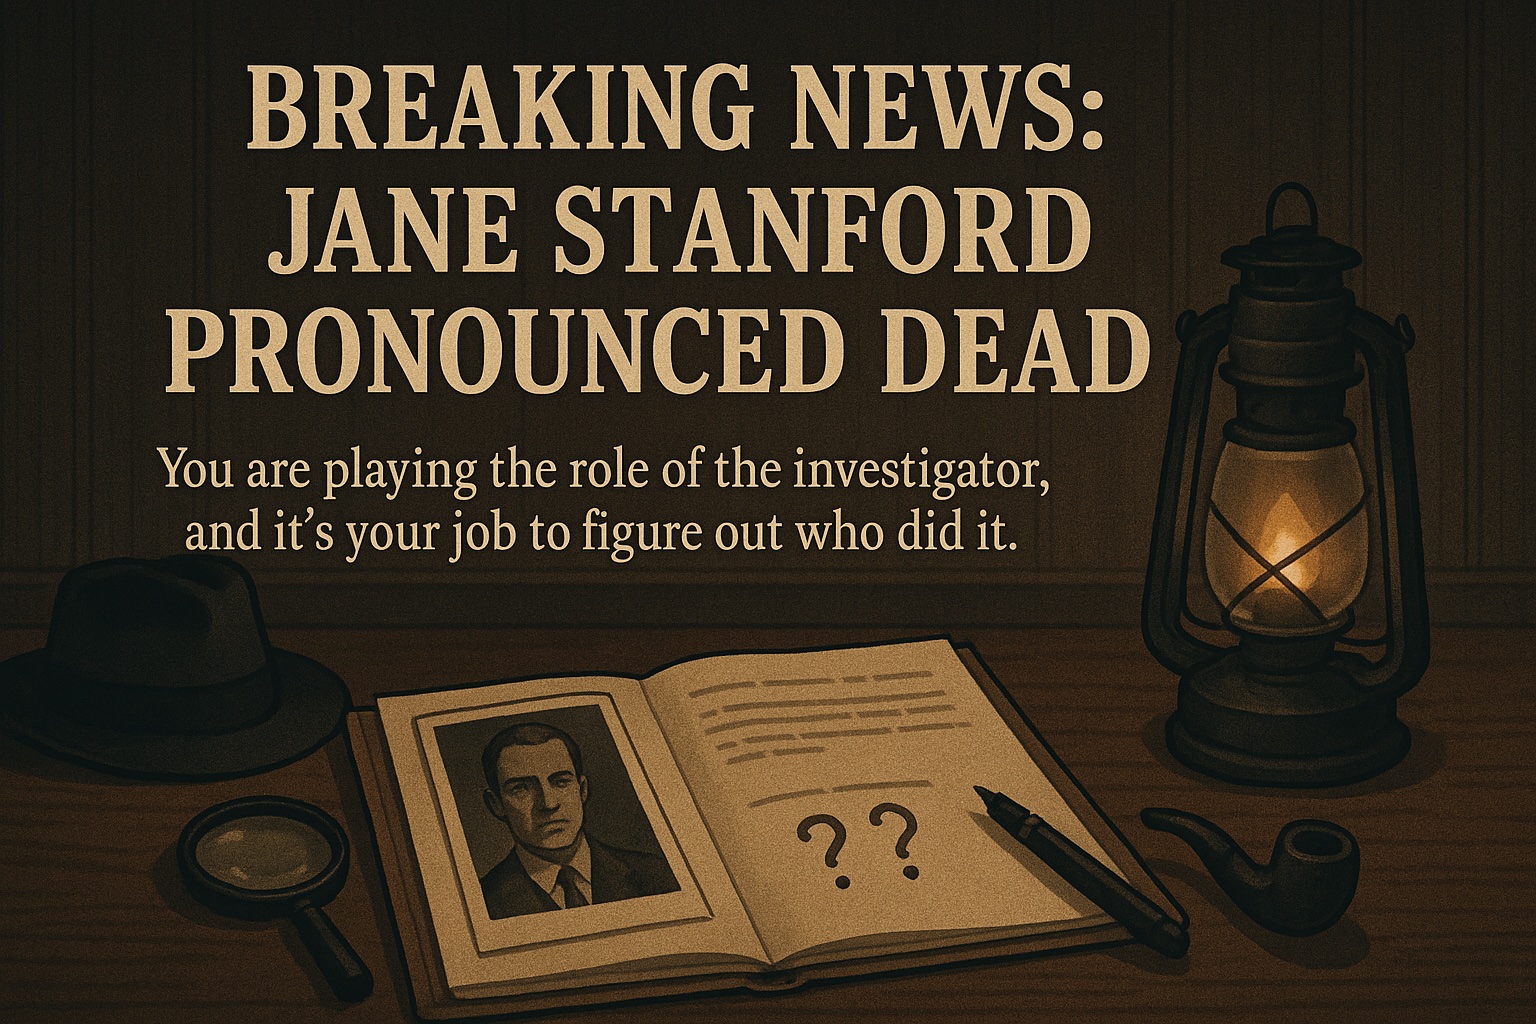 BREAKING NEWS:
JANE STANFORD
PRONOUNCED DEAD
You are playing the role of the investigator,
and it's your job to figure out who did it.
??